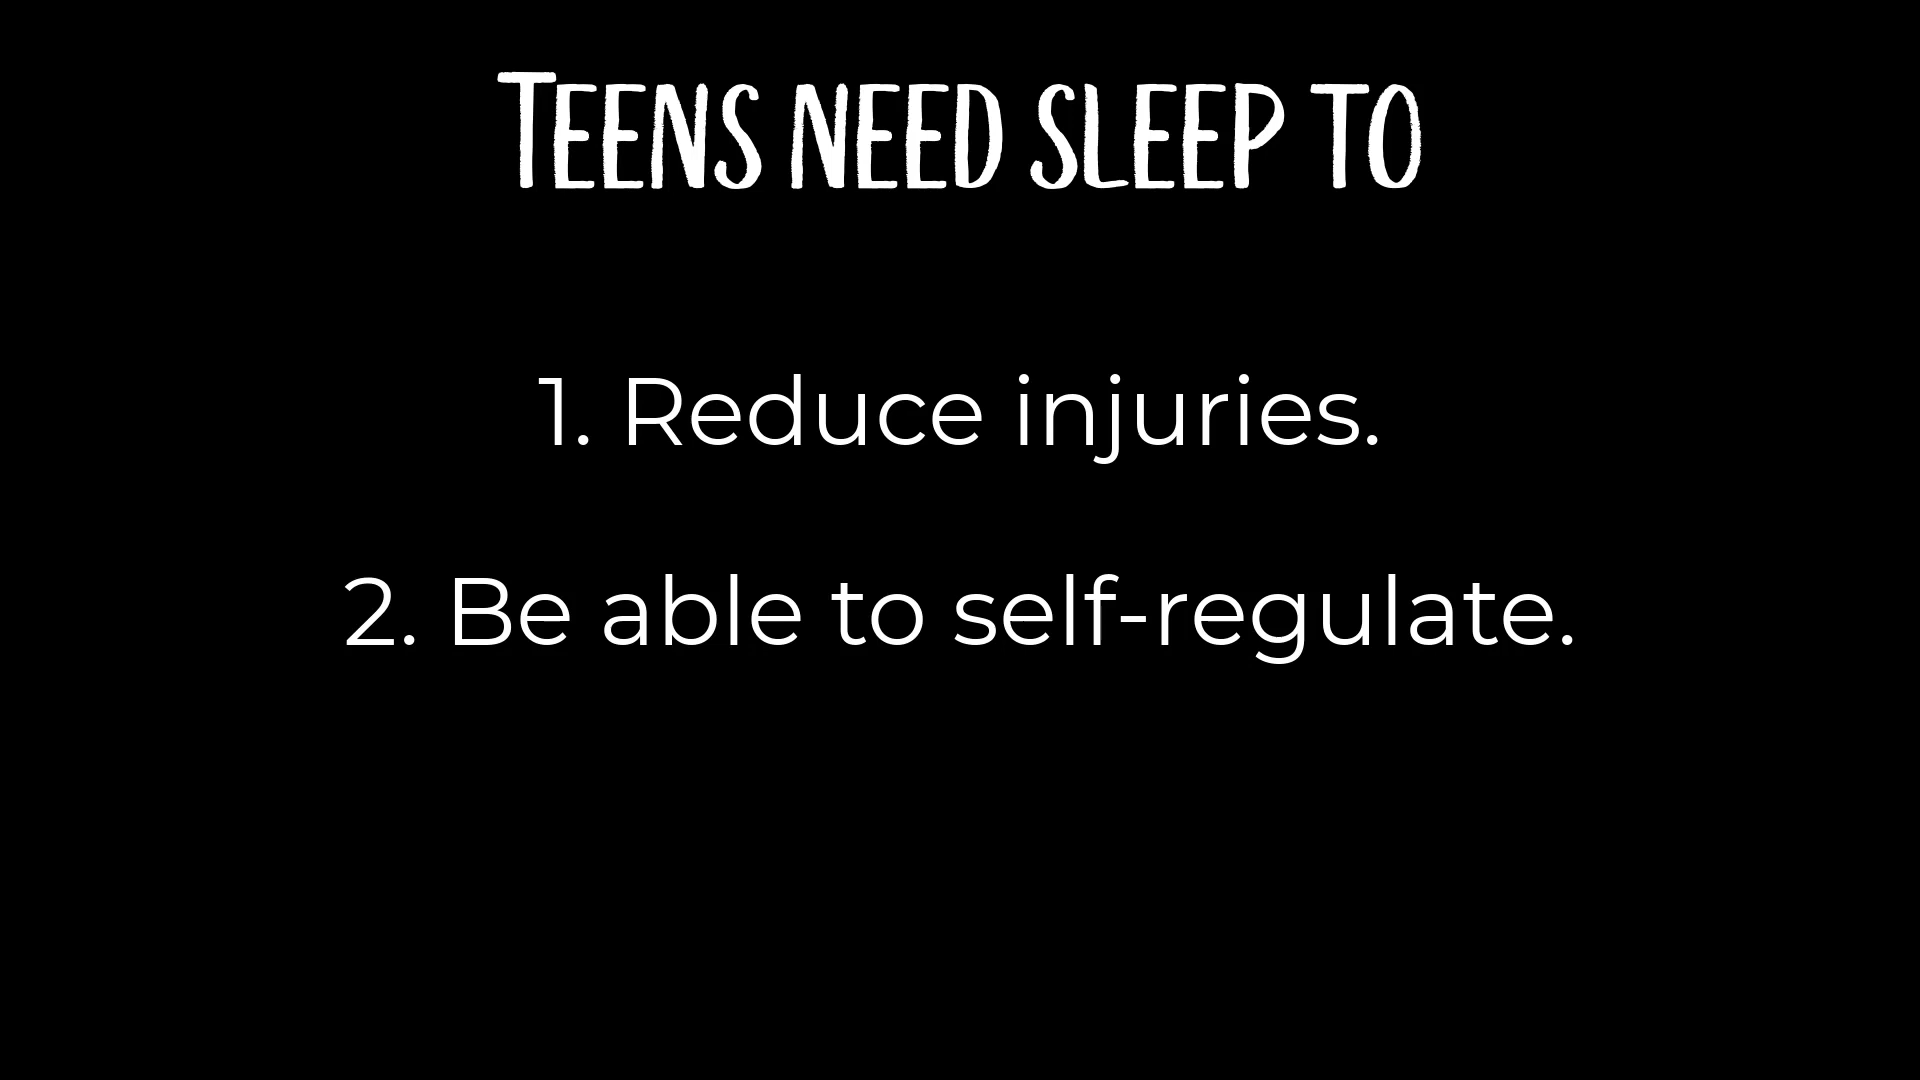 TEENS NEED SLEEP TO
1. Reduce injuries.
2. Be able to self-regulate.